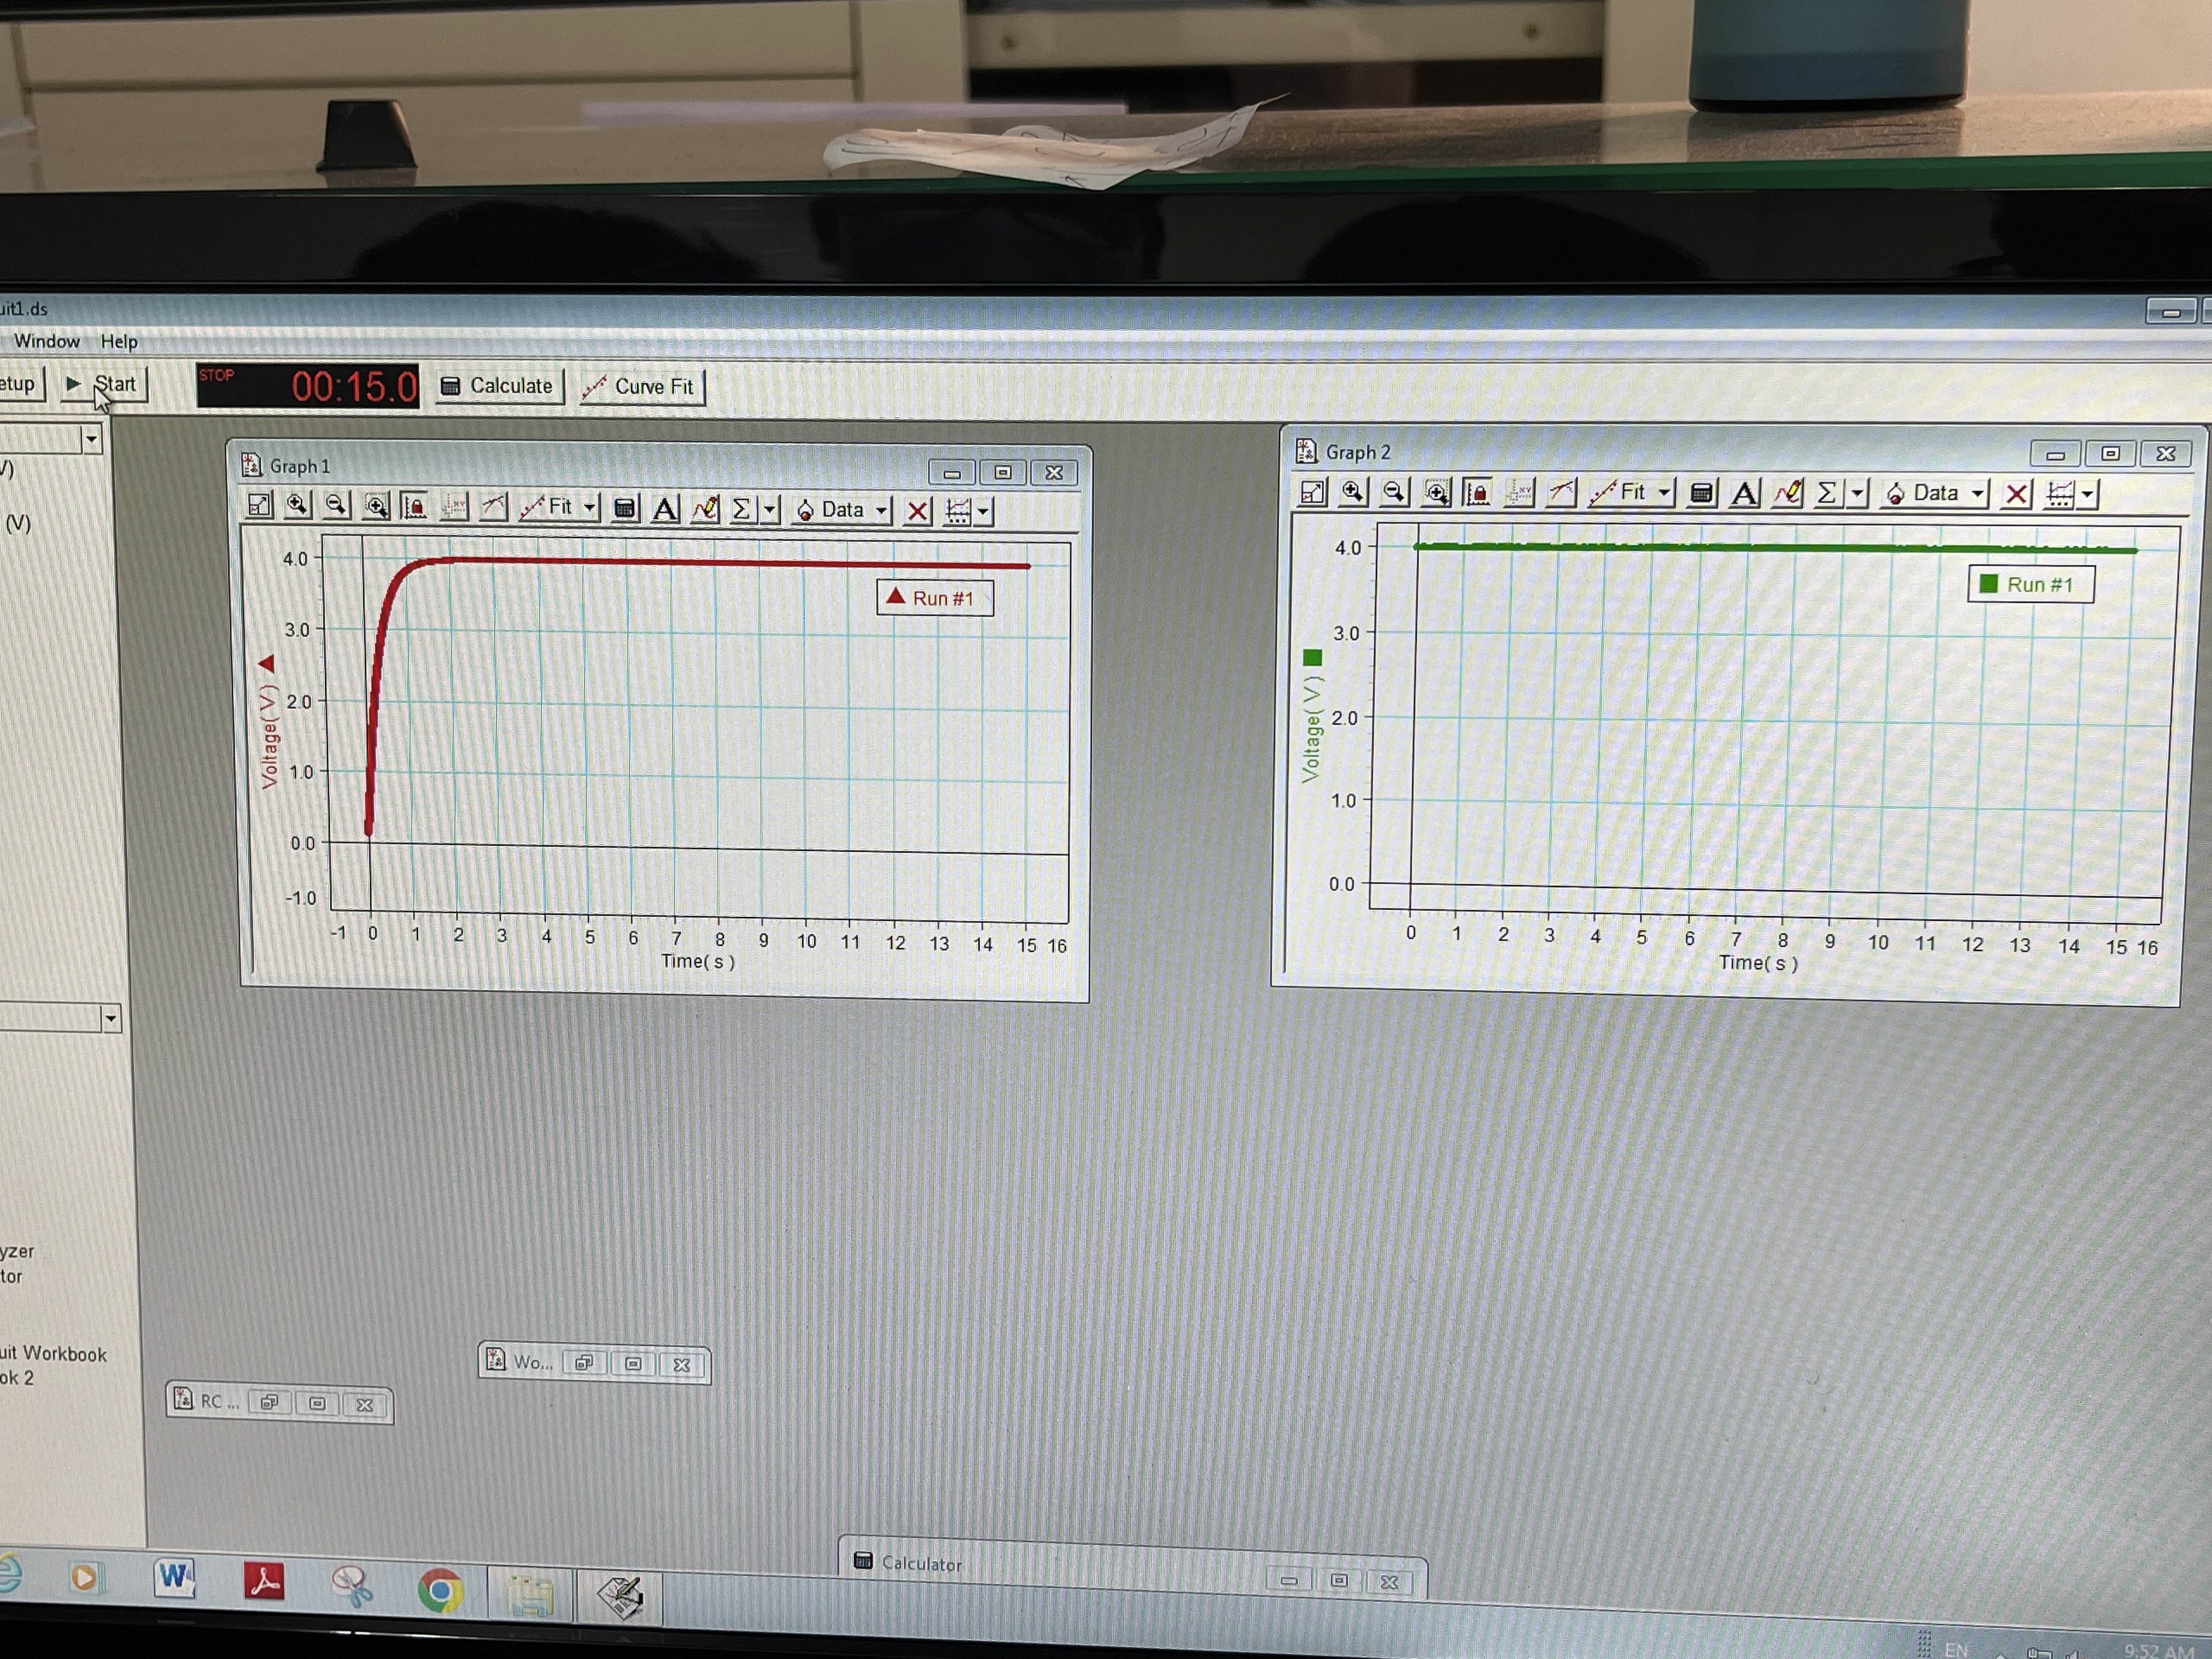 uit1.ds
Window Help
etup Start STOP 00:15.0 Calculate Curve Fit
V)
(V)
Graph 1
Fit A Σ Data
4.0
3.0
2.0
1.0
0.0
-1.0
Voltage( V )
Run #1
-1 0 1 2 3 4 5 6 7 8 9 10 11 12 13 14 15 16
Time( s )
Graph 2
Fit A Σ Data
4.0
3.0
2.0
1.0
0.0
Voltage( V )
Run #1
0 1 2 3 4 5 6 7 8 9 10 11 12 13 14 15 16
Time( s )
yzer
tor
uit Workbook
ok 2
Wo...
RC ...
Calculator
W
EN
9:52 AM